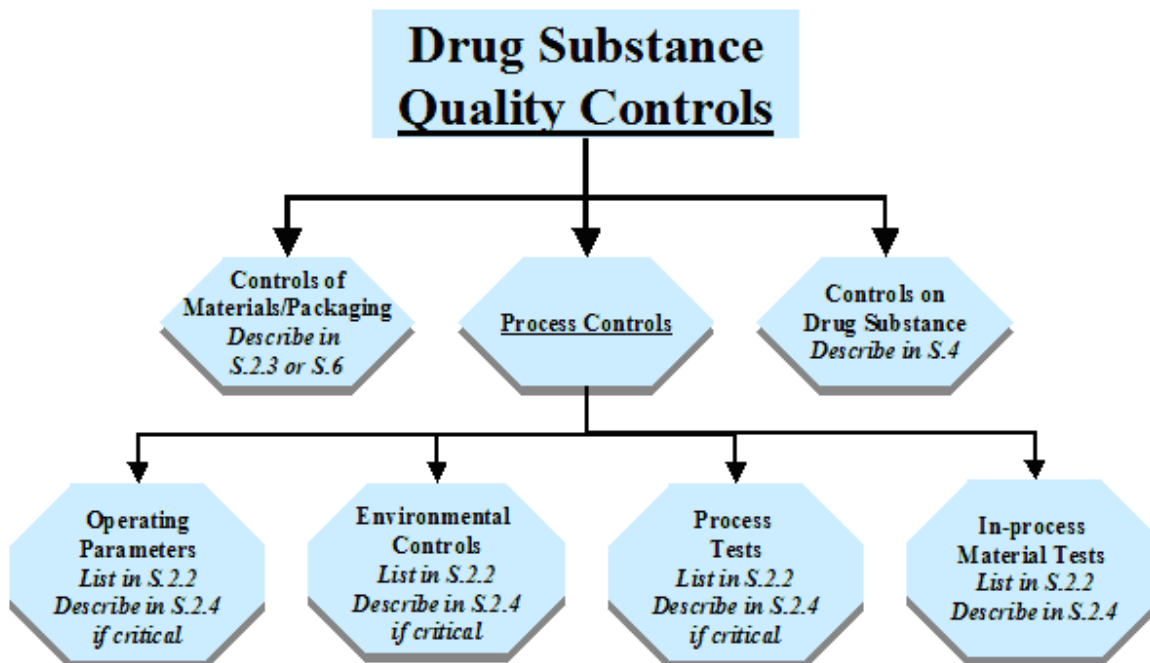 Drug Substance
Quality Controls
Controls of
Materials/Packaging
Describe in
S.2.3 or S.6
Process Controls
Controls on
Drug Substance
Describe in S.4
Operating
Parameters
List in S.2.2
Describe in S.2.4
if critical
Environmental
Controls
List in S.2.2
Describe in S.2.4
if critical
Process
Tests
List in S.2.2
Describe in S.2.4
if critical
In-process
Material Tests
List in S.2.2
Describe in S.2.4